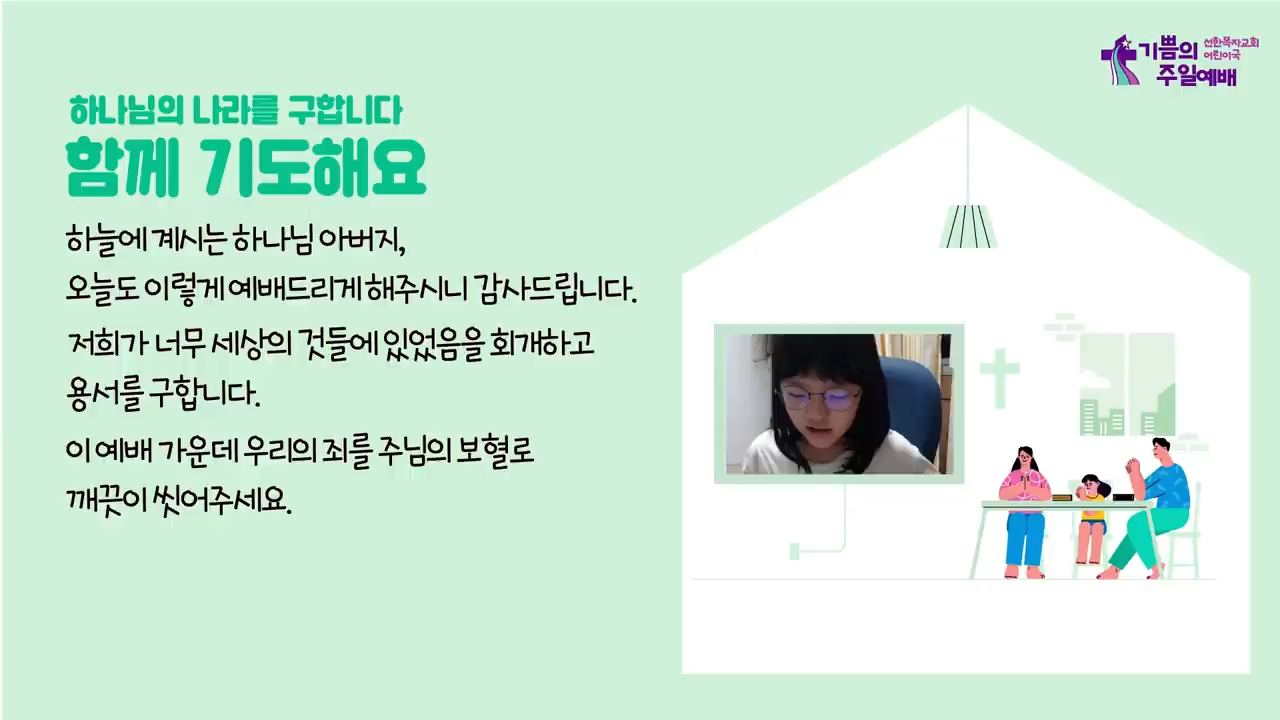 기쁨의 선한목자교회
어린이국
주일예배
하나님의 나라를 구합니다
함께 기도해요
하늘에 계시는 하나님 아버지,
오늘도 이렇게 예배드리게 해주시니 감사드립니다.
저희가 너무 세상의 것들에 있었음을 회개하고
용서를 구합니다.
이 예배 가운데 우리의 죄를 주님의 보혈로
깨끗이 씻어주세요.